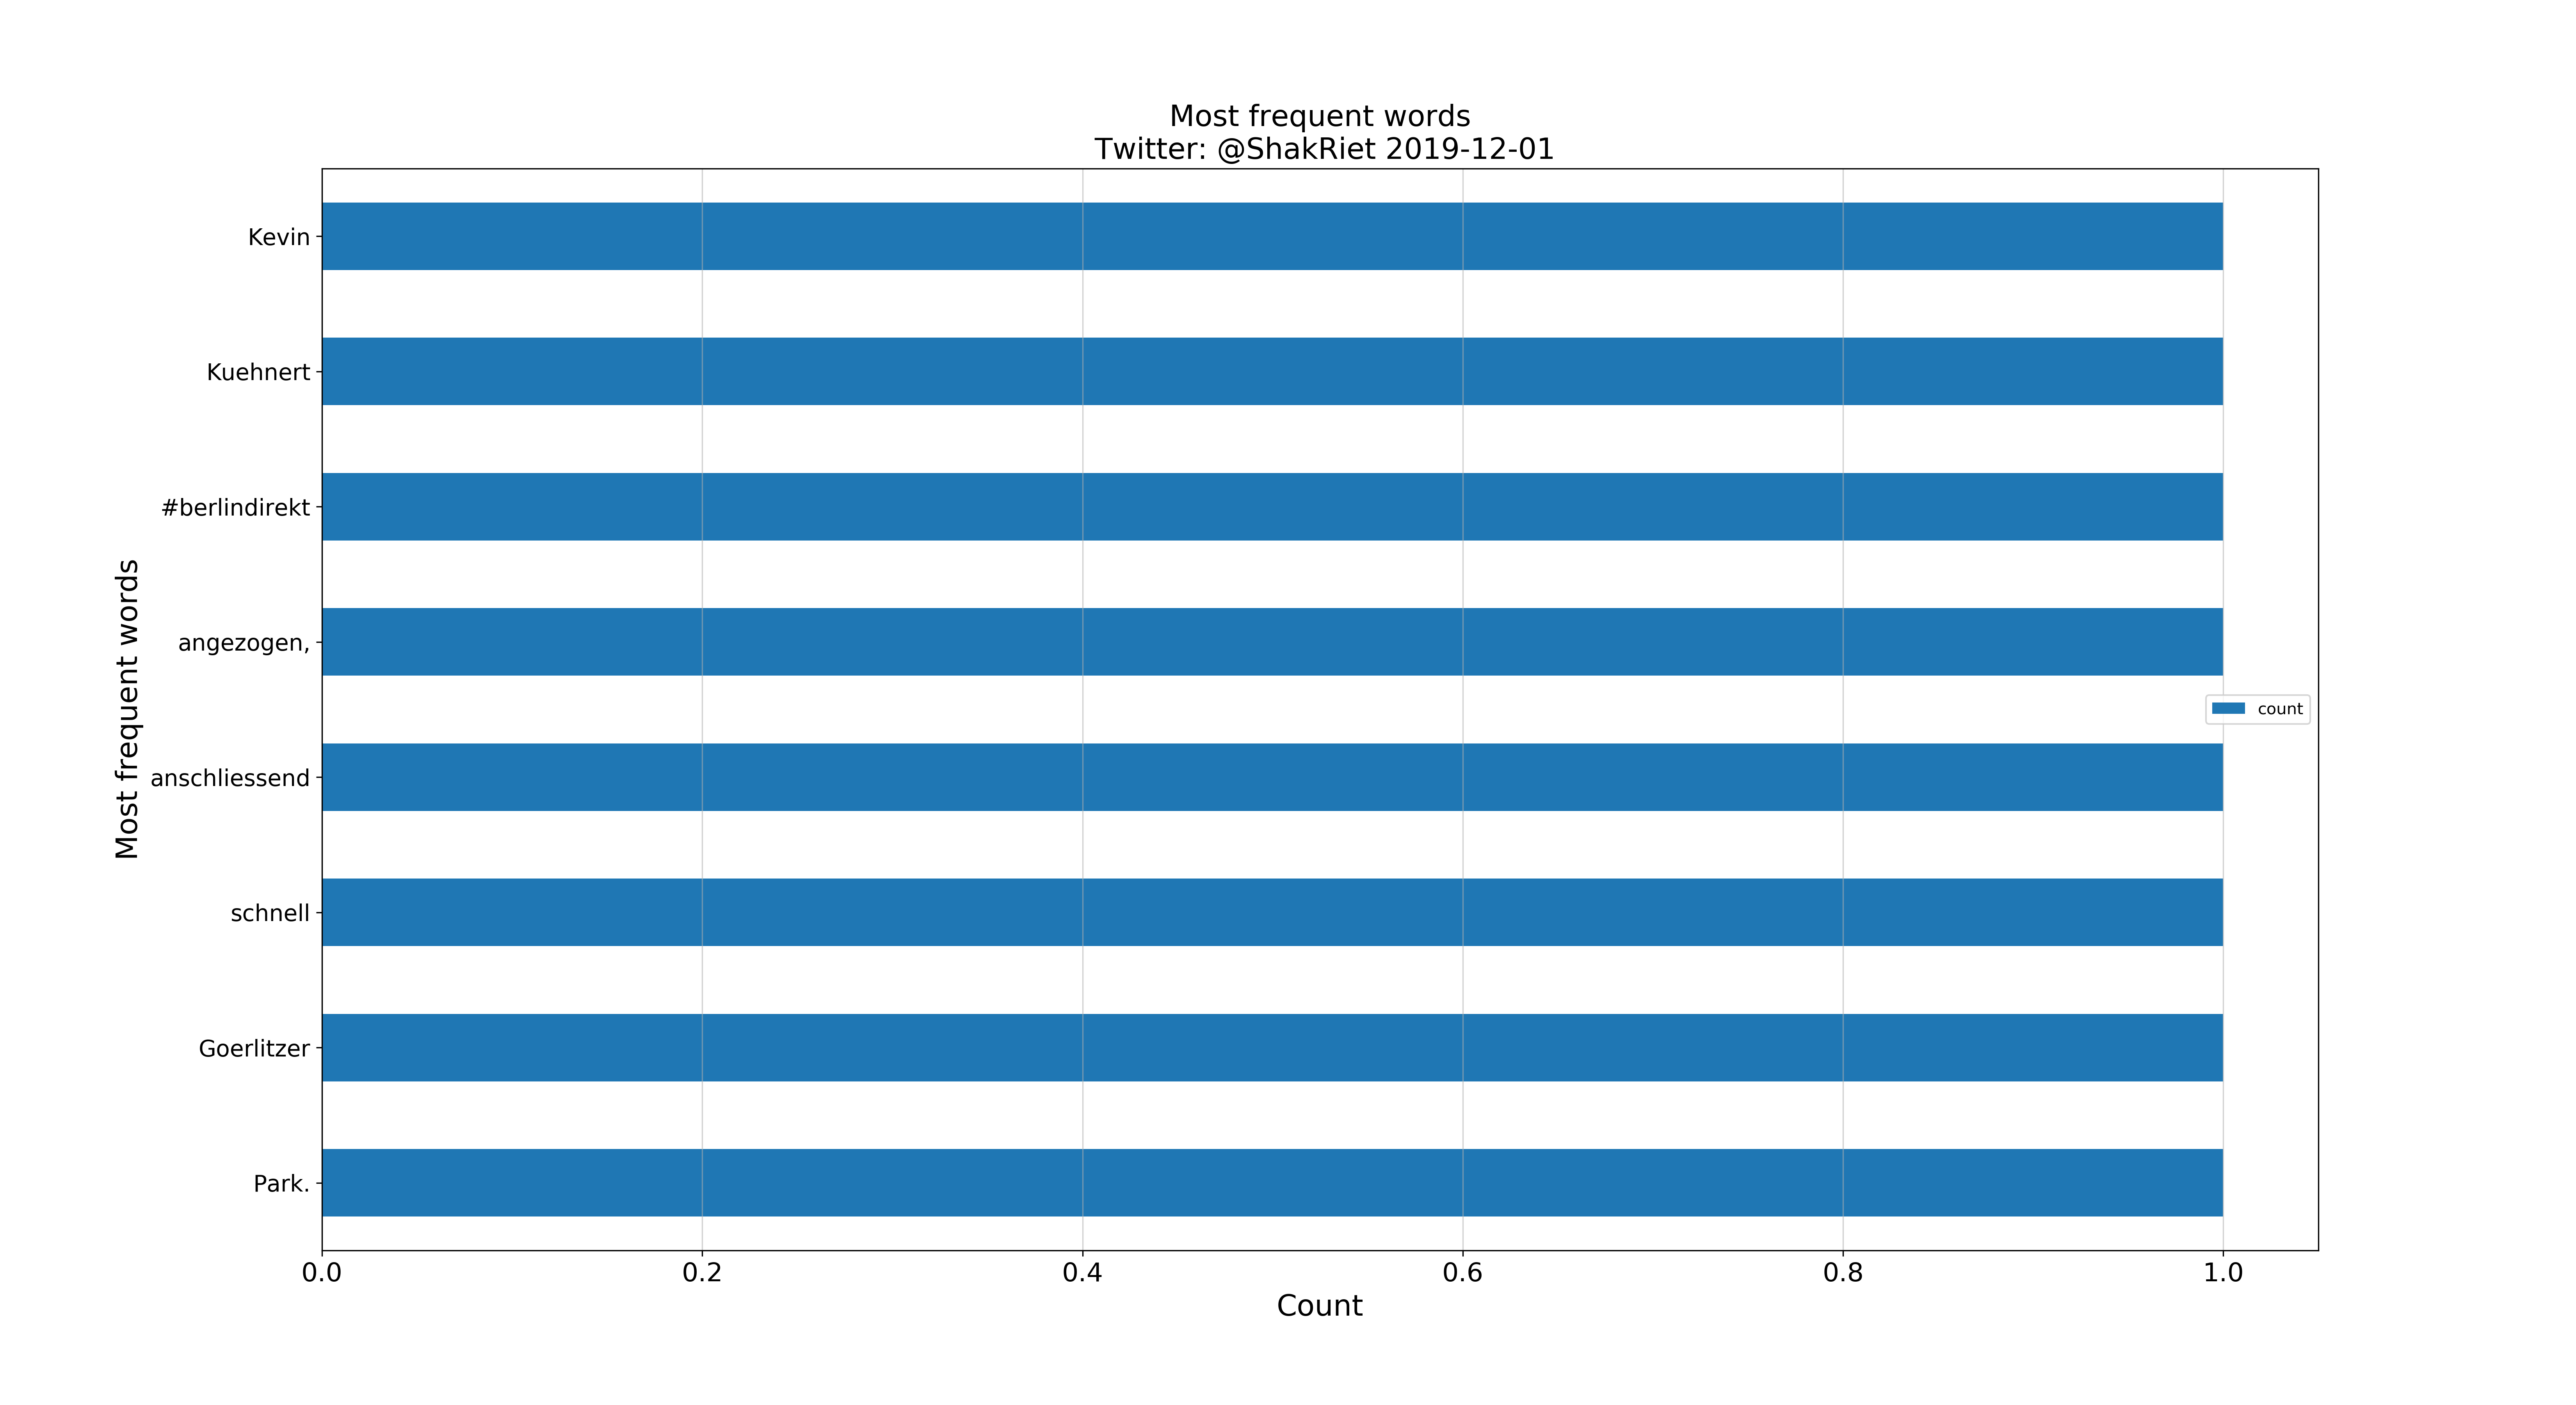 Most frequent words
Twitter: @ShakRiet 2019-12-01
Most frequent words
Kevin
Kuehnert
#berlindirekt
angezogen,
anschliessend
schnell
Goerlitzer
Park.
count
0.0 0.2 0.4 0.6 0.8 1.0
Count